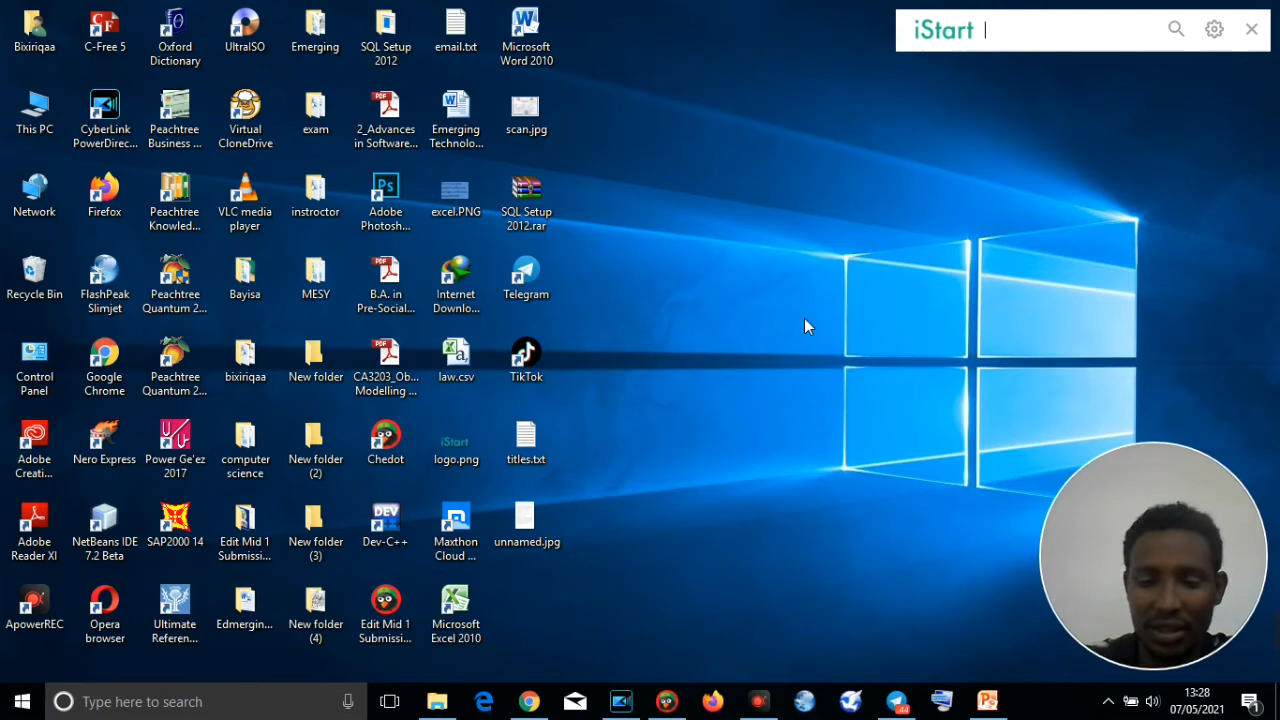 Bixiriqaa
C-Free 5
Oxford
Dictionary
UltraISO
Emerging
SQL Setup
2012
email.txt
Microsoft
Word 2010
iStart
This PC
CyberLink
PowerDirec...
Peachtree
Business ...
Virtual
CloneDrive
exam
2_Advances
in Software...
Emerging
Technolo...
scan.jpg
Network
Firefox
Peachtree
Knowled...
VLC media
player
instructor
Adobe
Photosh...
excel.PNG
SQL Setup
2012.rar
Recycle Bin
FlashPeak
Slimjet
Peachtree
Quantum 2...
Bayisa
MESY
B.A. in
Pre-Social...
Internet
Downlo...
Telegram
Control
Panel
Google
Chrome
Peachtree
Quantum 2...
bixiriqaa
New folder
CA3203_Ob...
Modelling ...
law.csv
TikTok
Adobe
Creati...
Nero Express
Power Ge'ez
2017
computer
science
New folder
(2)
Chedot
iStart
logo.png
titles.txt
Adobe
Reader XI
NetBeans IDE
7.2 Beta
SAP2000 14
Edit Mid 1
Submissi...
New folder
(3)
DEV
Dev-C++
Maxthon
Cloud ...
unnamed.jpg
ApowerREC
Opera
browser
Ultimate
Referen...
Edmergin...
New folder
(4)
Edit Mid 1
Submissi...
Microsoft
Excel 2010
Type here to search
44
13:28
07/05/2021
1